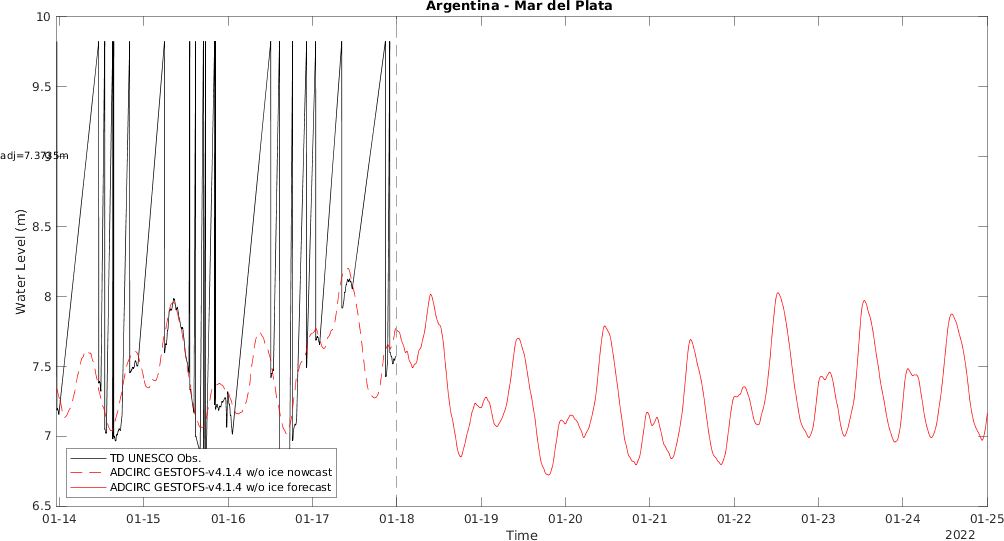 Argentina - Mar del Plata
10
9.5
adj=7.3735m
9
8.5
8
7.5
7
6.5
Water Level (m)
TD UNESCO Obs.
ADCIRC GESTOFS-v4.1.4 w/o ice nowcast
ADCIRC GESTOFS-v4.1.4 w/o ice forecast
01-14 01-15 01-16 01-17 01-18 01-19 01-20 01-21 01-22 01-23 01-24 01-25
Time
2022